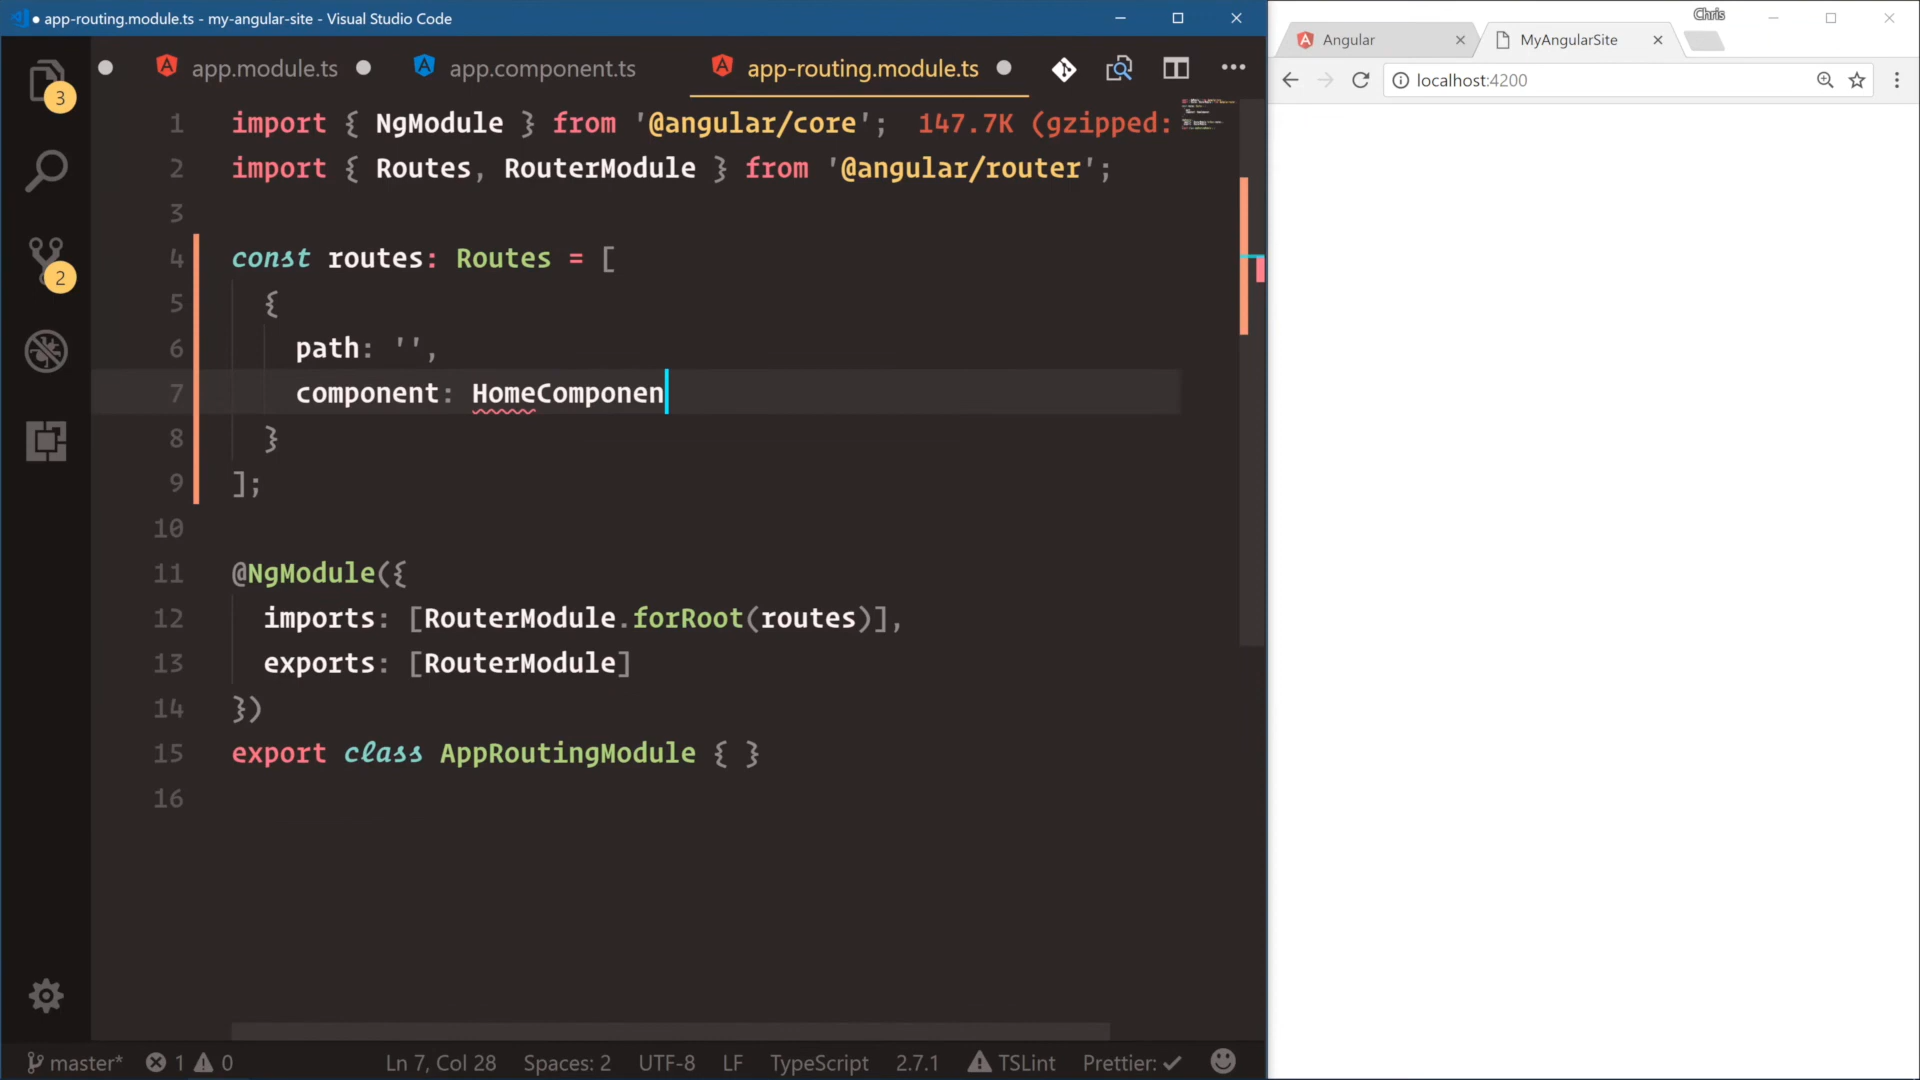 app-routing.module.ts - my-angular-site - Visual Studio Code
app.module.ts
app.component.ts
app-routing.module.ts
3
2
1 import { NgModule } from '@angular/core'; 147.7K (gzipped:
2 import { Routes, RouterModule } from '@angular/router';
3
4 const routes: Routes = [
5 {
6 path: '',
7 component: HomeComponen
8 }
9 ];
10
11 @NgModule({
12 imports: [RouterModule.forRoot(routes)],
13 exports: [RouterModule]
14 })
15 export class AppRoutingModule { }
16
master* 1 0 Ln 7, Col 28 Spaces: 2 UTF-8 LF TypeScript 2.7.1 TSLint Prettier:
Chris
Angular
MyAngularSite
localhost:4200